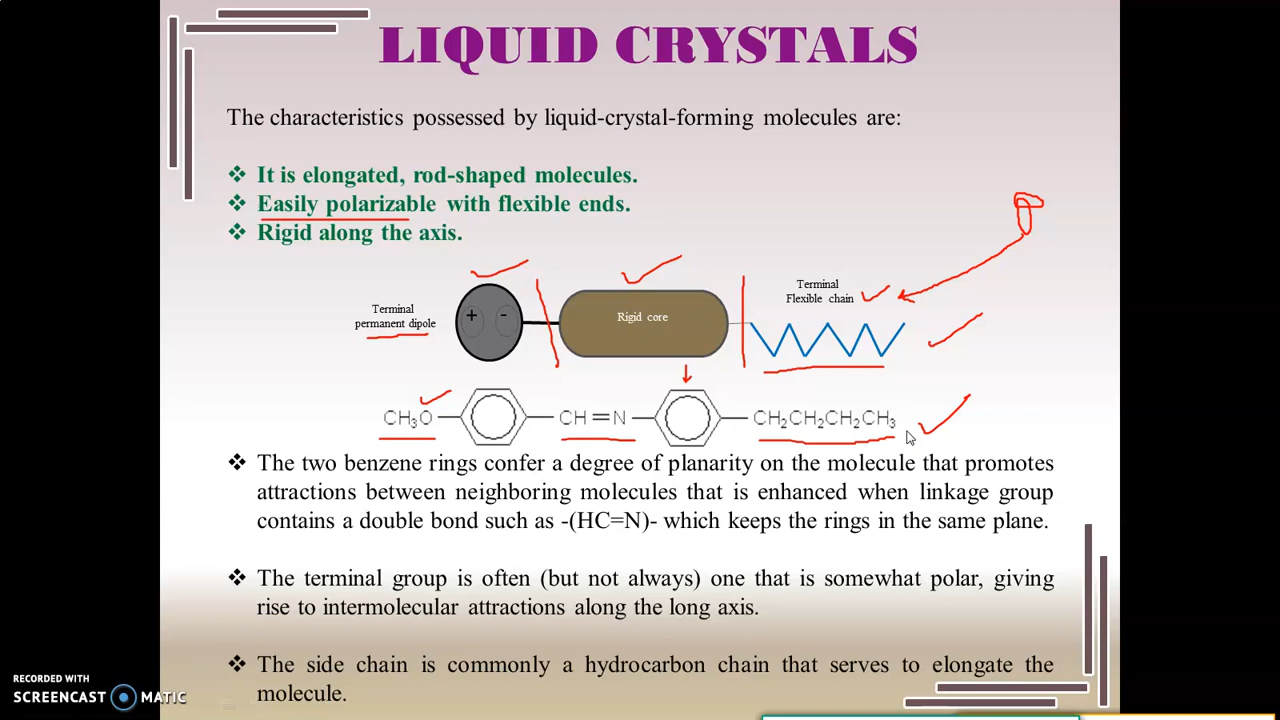 LIQUID CRYSTALS
The characteristics possessed by liquid-crystal-forming molecules are:
❖ It is elongated, rod-shaped molecules.
❖ Easily polarizable with flexible ends.
❖ Rigid along the axis.
Terminal
permanent dipole
+ -
Rigid core
Terminal
Flexible chain
CH₃O CH=N CH₂CH₂CH₂CH₃
❖ The two benzene rings confer a degree of planarity on the molecule that promotes
attractions between neighboring molecules that is enhanced when linkage group
contains a double bond such as -(HC=N)- which keeps the rings in the same plane.
❖ The terminal group is often (but not always) one that is somewhat polar, giving
rise to intermolecular attractions along the long axis.
❖ The side chain is commonly a hydrocarbon chain that serves to elongate the
molecule.
RECORDED WITH
SCREENCAST MATIC